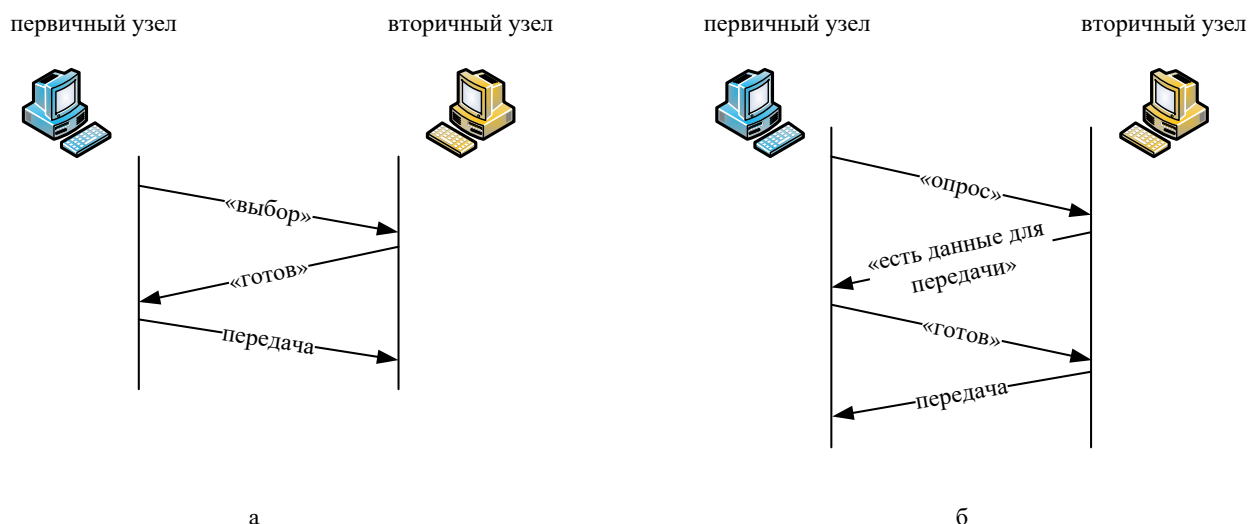 первичный узел
вторичный узел
«выбор»
«готов»
передача
а
первичный узел
вторичный узел
«опрос»
«есть данные для
передачи»
«готов»
передача
б